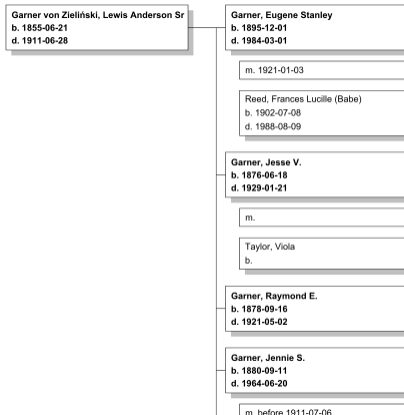 Garner von Zieliński, Lewis Anderson Sr
b. 1855-06-21
d. 1911-06-28
Garner, Eugene Stanley
b. 1895-12-01
d. 1984-03-01
m. 1921-01-03
Reed, Frances Lucille (Babe)
b. 1902-07-08
d. 1988-08-09
Garner, Jesse V.
b. 1876-06-18
d. 1929-01-21
m.
Taylor, Viola
b.
Garner, Raymond E.
b. 1878-09-16
d. 1921-05-02
Garner, Jennie S.
b. 1880-09-11
d. 1964-06-20
m. before 1911-07-06